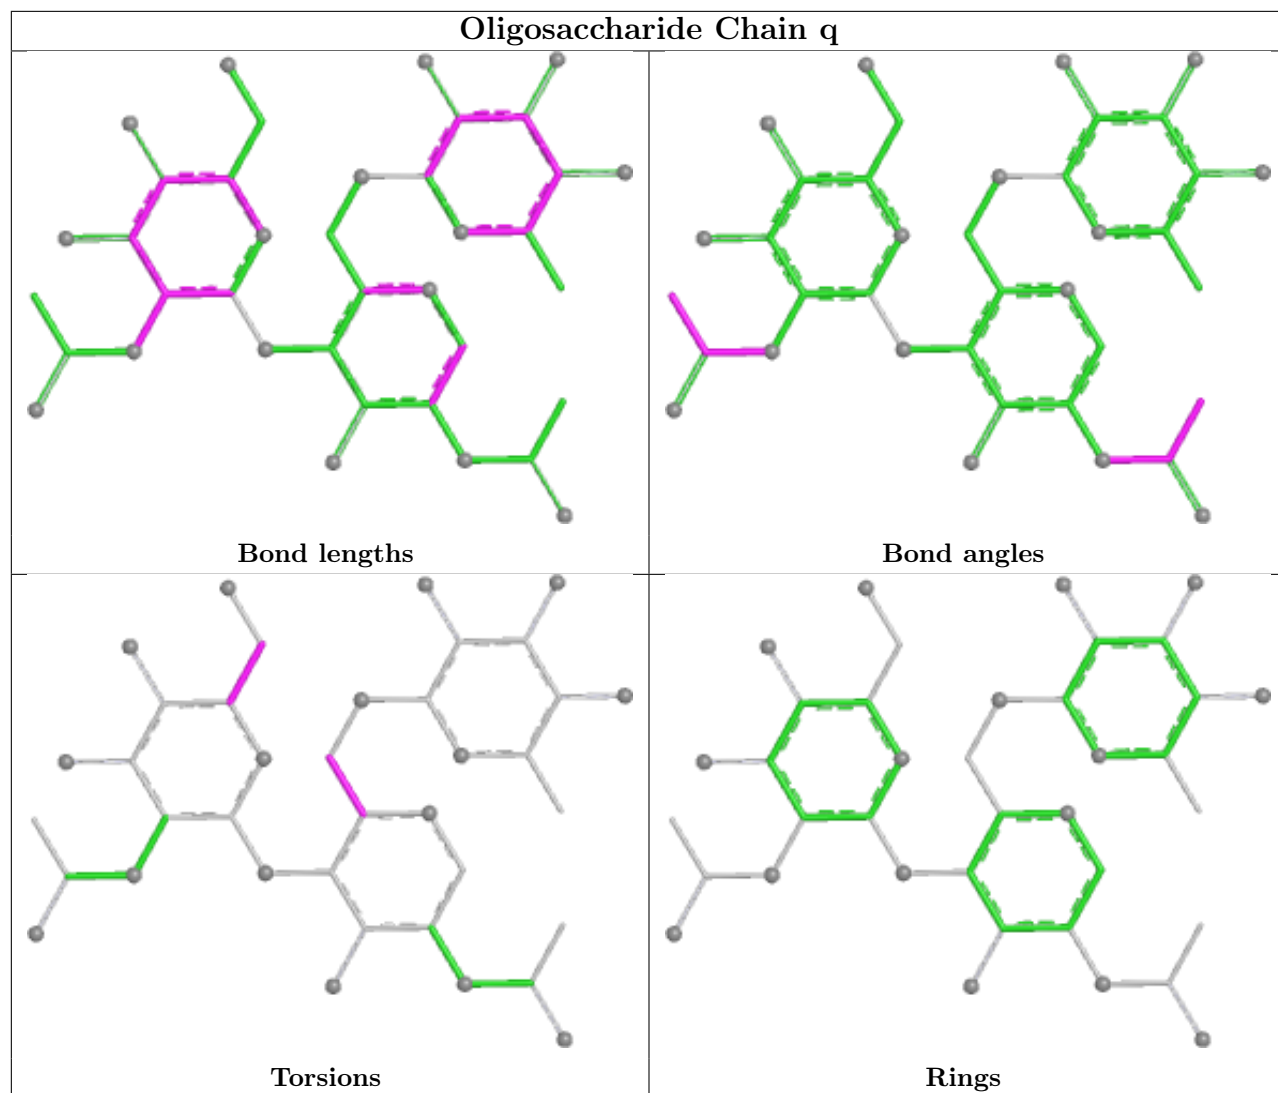 Oligosaccharide Chain q
Bond lengths
Bond angles
Torsions
Rings